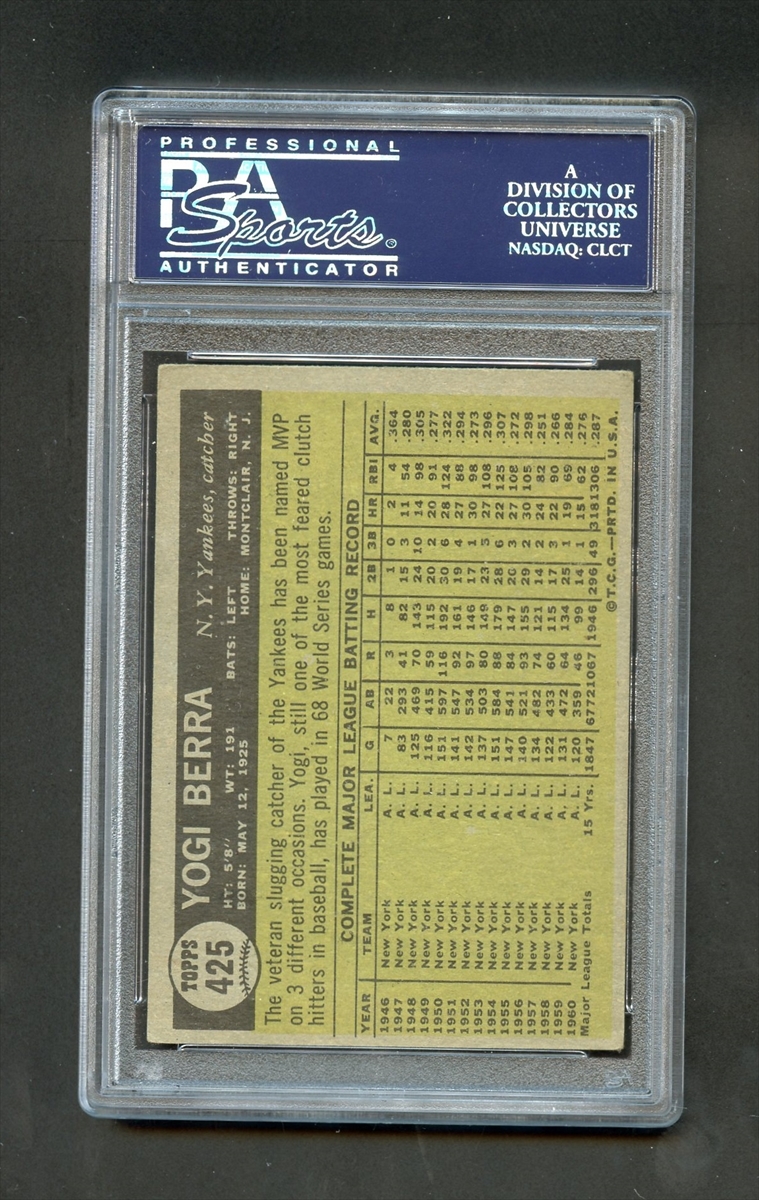 PROFESSIONAL
PSA
Sports®
AUTHENTICATOR
A
DIVISION OF
COLLECTORS
UNIVERSE
NASDAQ: CLCT
TOPPS
425
YOGI BERRA N. Y. Yankees, catcher
HT: 5'8" WT: 191 BATS: LEFT THROWS: RIGHT
BORN: MAY 12, 1925 HOME: MONTCLAIR, N. J.
The veteran slugging catcher of the Yankees has been named MVP
on 3 different occasions. Yogi, still one of the most feared clutch
hitters in baseball, has played in 68 World Series games.
COMPLETE MAJOR LEAGUE BATTING RECORD
YEAR TEAM LEA. G AB R H 2B 3B HR RBI AVG.
1946 New York A. L. 7 22 3 8 1 0 2 4 .364
1947 New York A. L. 83 293 41 82 15 3 11 54 .280
1948 New York A. L. 125 469 70 143 24 10 14 98 .305
1949 New York A. L. 116 415 59 115 20 2 20 91 .277
1950 New York A. L. 151 597 116 192 30 6 28 124 .322
1951 New York A. L. 141 547 92 161 19 4 27 88 .294
1952 New York A. L. 142 534 97 146 17 1 30 98 .273
1953 New York A. L. 137 503 80 149 23 5 27 108 .296
1954 New York A. L. 151 584 88 179 28 6 22 125 .307
1955 New York A. L. 147 541 84 147 20 3 27 108 .272
1956 New York A. L. 140 521 93 155 29 2 30 105 .298
1957 New York A. L. 134 482 74 121 14 2 24 82 .251
1958 New York A. L. 122 433 60 115 17 3 22 90 .266
1959 New York A. L. 131 472 64 134 25 1 19 69 .284
1960 New York A. L. 120 359 46 99 14 1 15 62 .276
Major League Totals 15 Yrs. 1847 6772 1067 1946 296 49 318 1306 .287
©T.C.G.—PRTD. IN U.S.A.